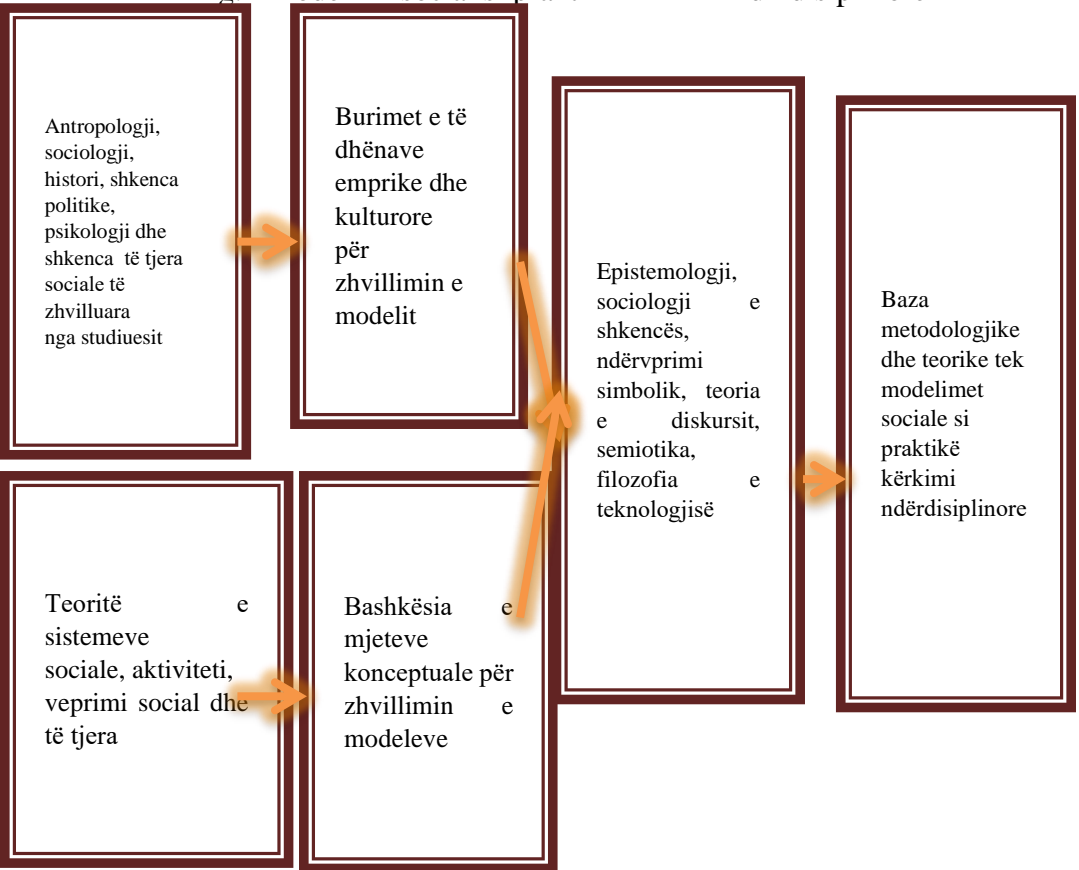 Antropologji,
sociologji,
histori, shkenca
politike,
psikologji dhe
shkenca të tjera
sociale të
zhvilluara
nga studiuesit
Burimet e të
dhënave
emprike dhe
kulturore
për
zhvillimin e
modelit
Epistemologji,
sociologji e
shkencës,
ndërvprimi
simbolik, teoria
e diskursit,
semiotika,
filozofia e
teknologjisë
Baza
metodologjike
dhe teorike tek
modelimet
sociale si
praktikë
kërkimi
ndërdisiplinore
Teoritë e
sistemeve
sociale, aktiviteti,
veprimi social dhe
të tjera
Bashkësia e
mjeteve
konceptuale për
zhvillimin e
modeleve